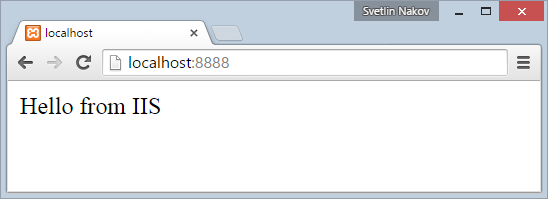 Svetlin Nakov
localhost
localhost:8888
Hello from IIS